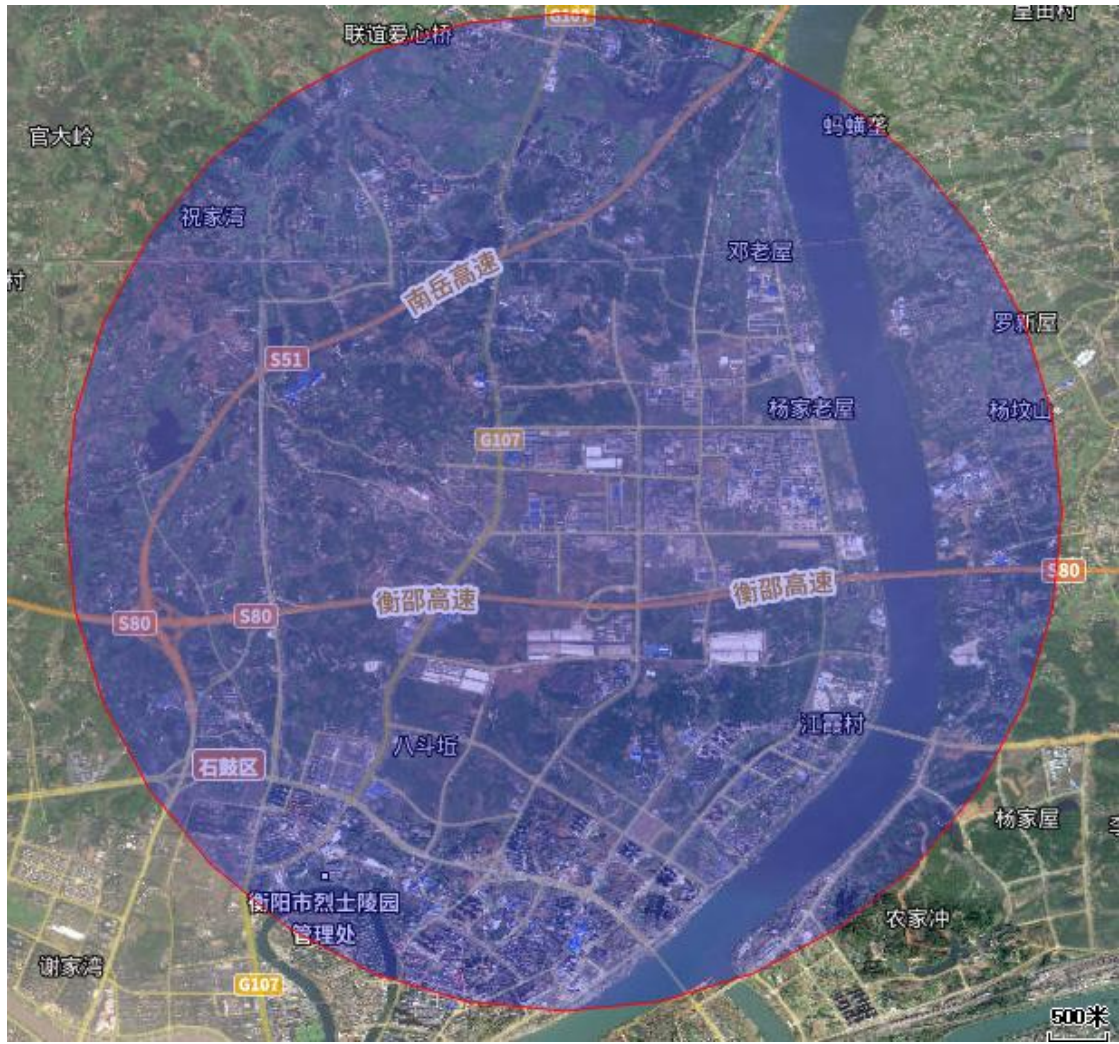 G107
联谊爱心桥
皇田村
官大岭
蚂蟥垄
祝家湾
邓老屋
村
南岳高速
罗新屋
S51
杨家老屋
杨坟山
G107
S80
衡邵高速
衡邵高速
S80
S80
江霞村
八斗坵
石鼓区
杨家屋
衡阳市烈士陵园
管理处
农家冲
谢家湾
G107
500米